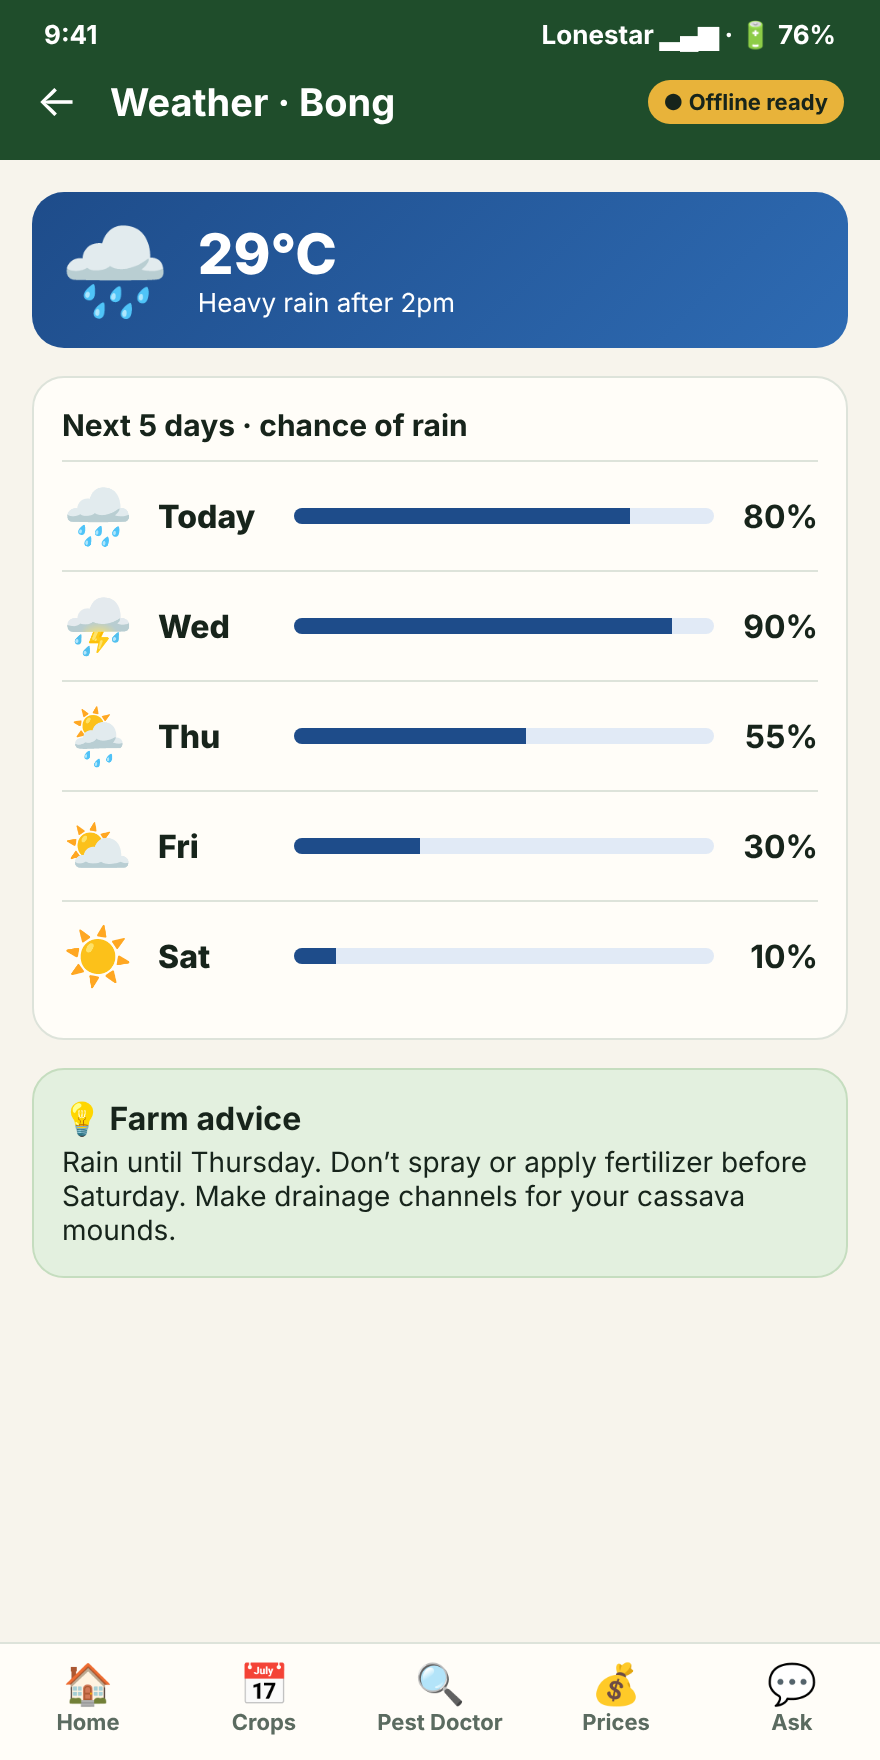 9:41
Lonestar ▂▄▆ · 🔋 76%
← Weather · Bong
● Offline ready
29°C
Heavy rain after 2pm
Next 5 days · chance of rain
Today 80%
Wed 90%
Thu 55%
Fri 30%
Sat 10%
💡 Farm advice
Rain until Thursday. Don’t spray or apply fertilizer before
Saturday. Make drainage channels for your cassava
mounds.
July
17
Home Crops Pest Doctor Prices Ask